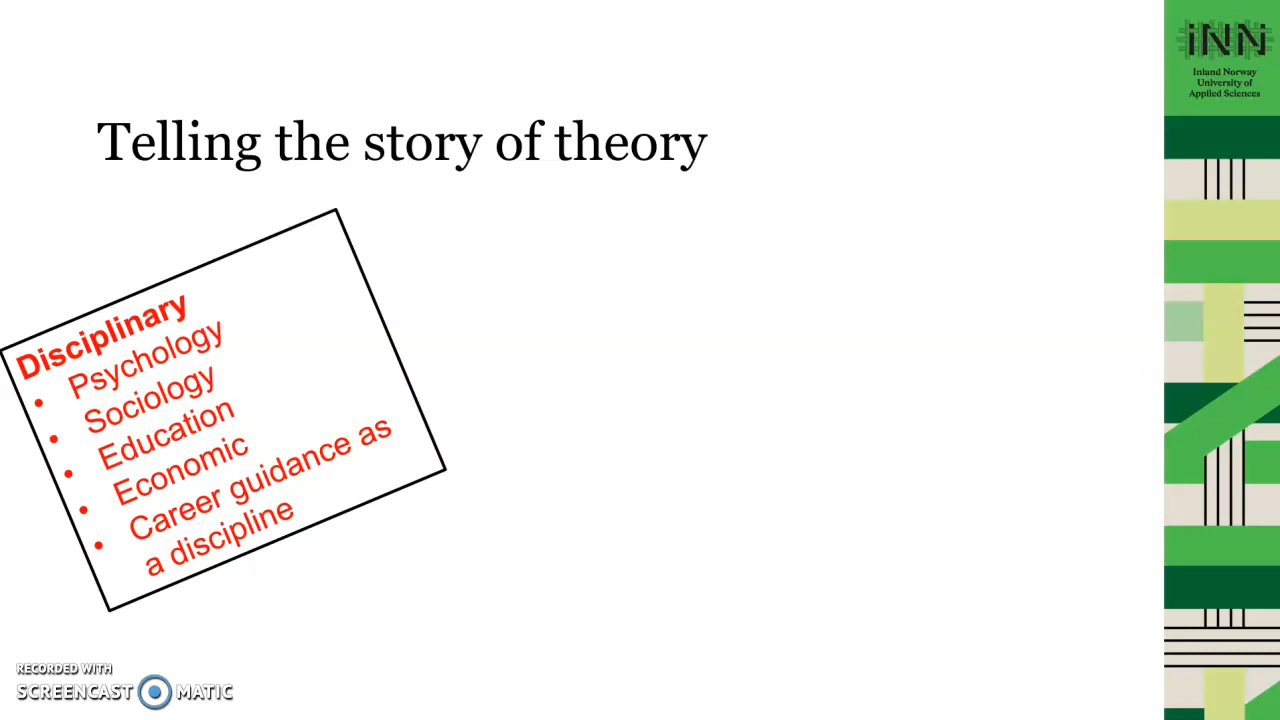 iNN
Inland Norway
University of
Applied Sciences
Telling the story of theory
Disciplinary
• Psychology
• Sociology
• Education
• Economic
• Career guidance as
a discipline
RECORDED WITH
SCREENCAST MATIC